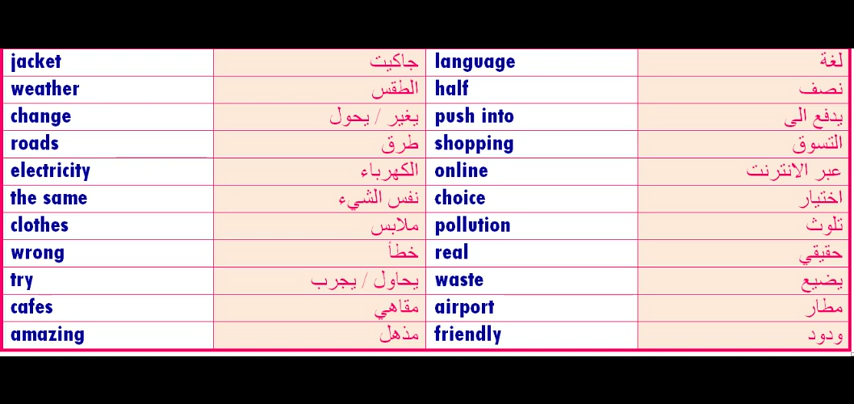 jacket جاكيت language لغة
weather الطقس half نصف
change يغير / يحول push into يدفع الى
roads طرق shopping التسوق
electricity الكهرباء online عبر الانترنت
the same نفس الشيء choice اختيار
clothes ملابس pollution تلوث
wrong خطأ real حقيقي
try يحاول / يجرب waste يضيع
cafes مقاهي airport مطار
amazing مذهل friendly ودود